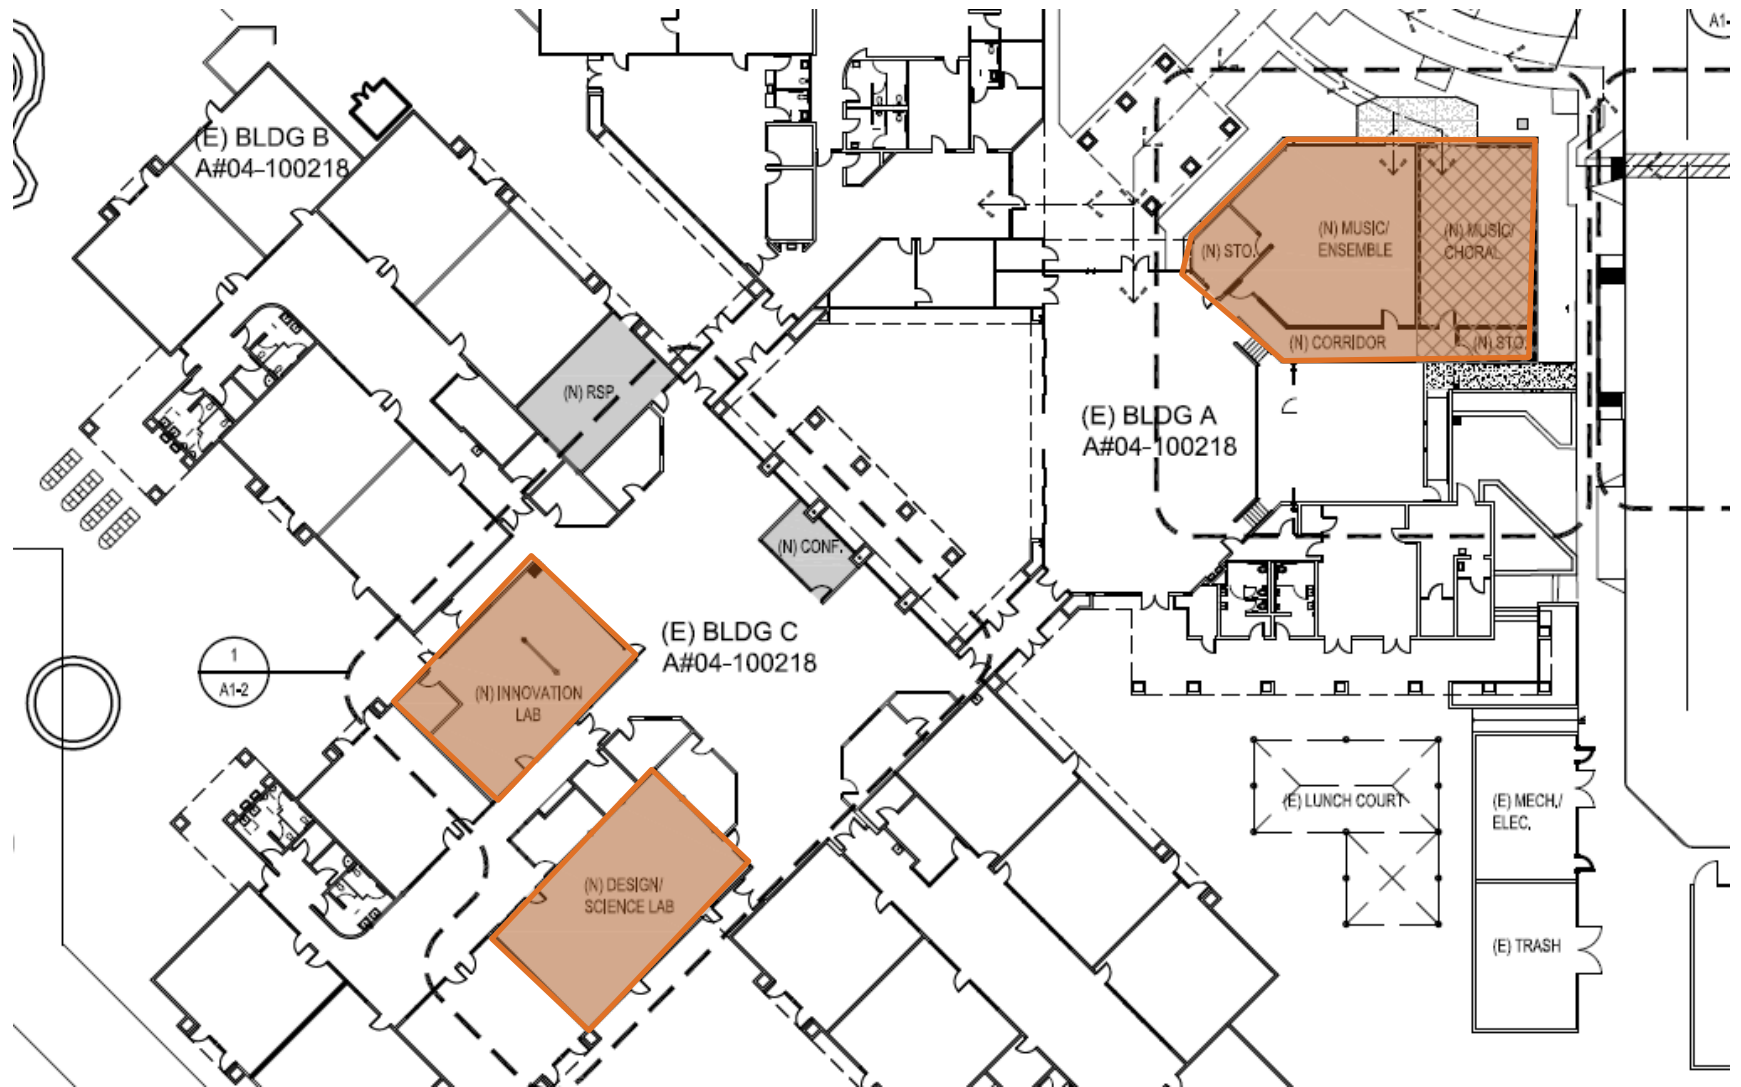 A1-
(E) BLDG B
A#04-100218
(N) STO.
(N) MUSIC/
ENSEMBLE
(N) MUSIC/
CHORAL
(N) CORRIDOR
(N) STO.
(N) RSP
(E) BLDG A
A#04-100218
(N) CONF.
1
A1-2
(N) INNOVATION
LAB
(E) BLDG C
A#04-100218
(E) LUNCH COURT
(E) MECH./
ELEC.
(N) DESIGN/
SCIENCE LAB
(E) TRASH